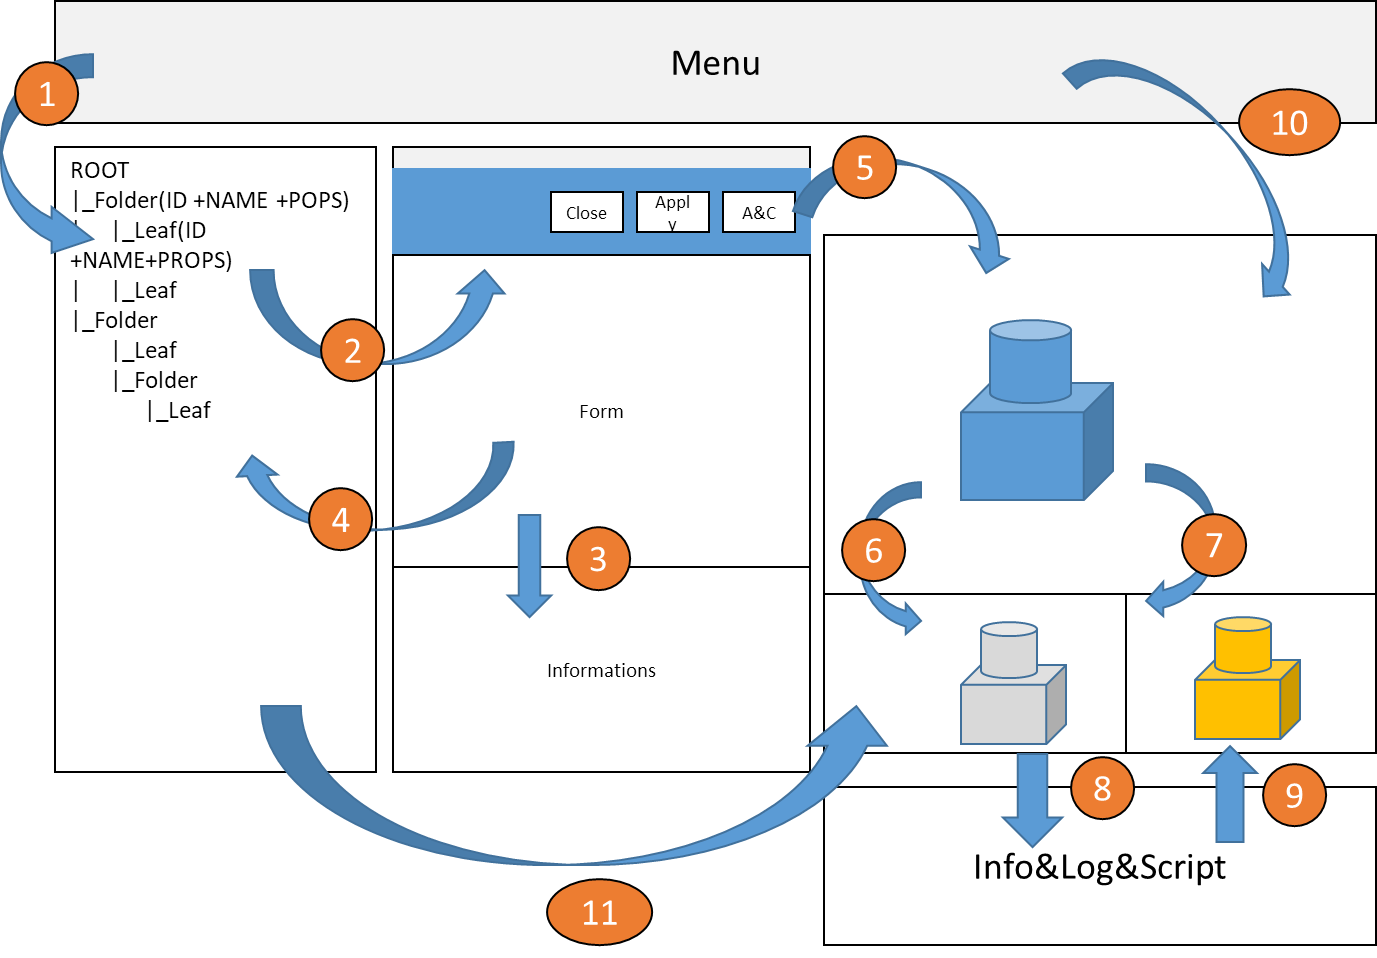 Menu
1
10
ROOT
|_Folder(ID +NAME +POPS)
|_Leaf(ID
+NAME+PROPS)
| |_Leaf
|_Folder
|_Leaf
|_Folder
|_Leaf
Close
Appl
y
A&C
5
2
Form
4
3
Informations
6
7
8
9
Info&Log&Script
11